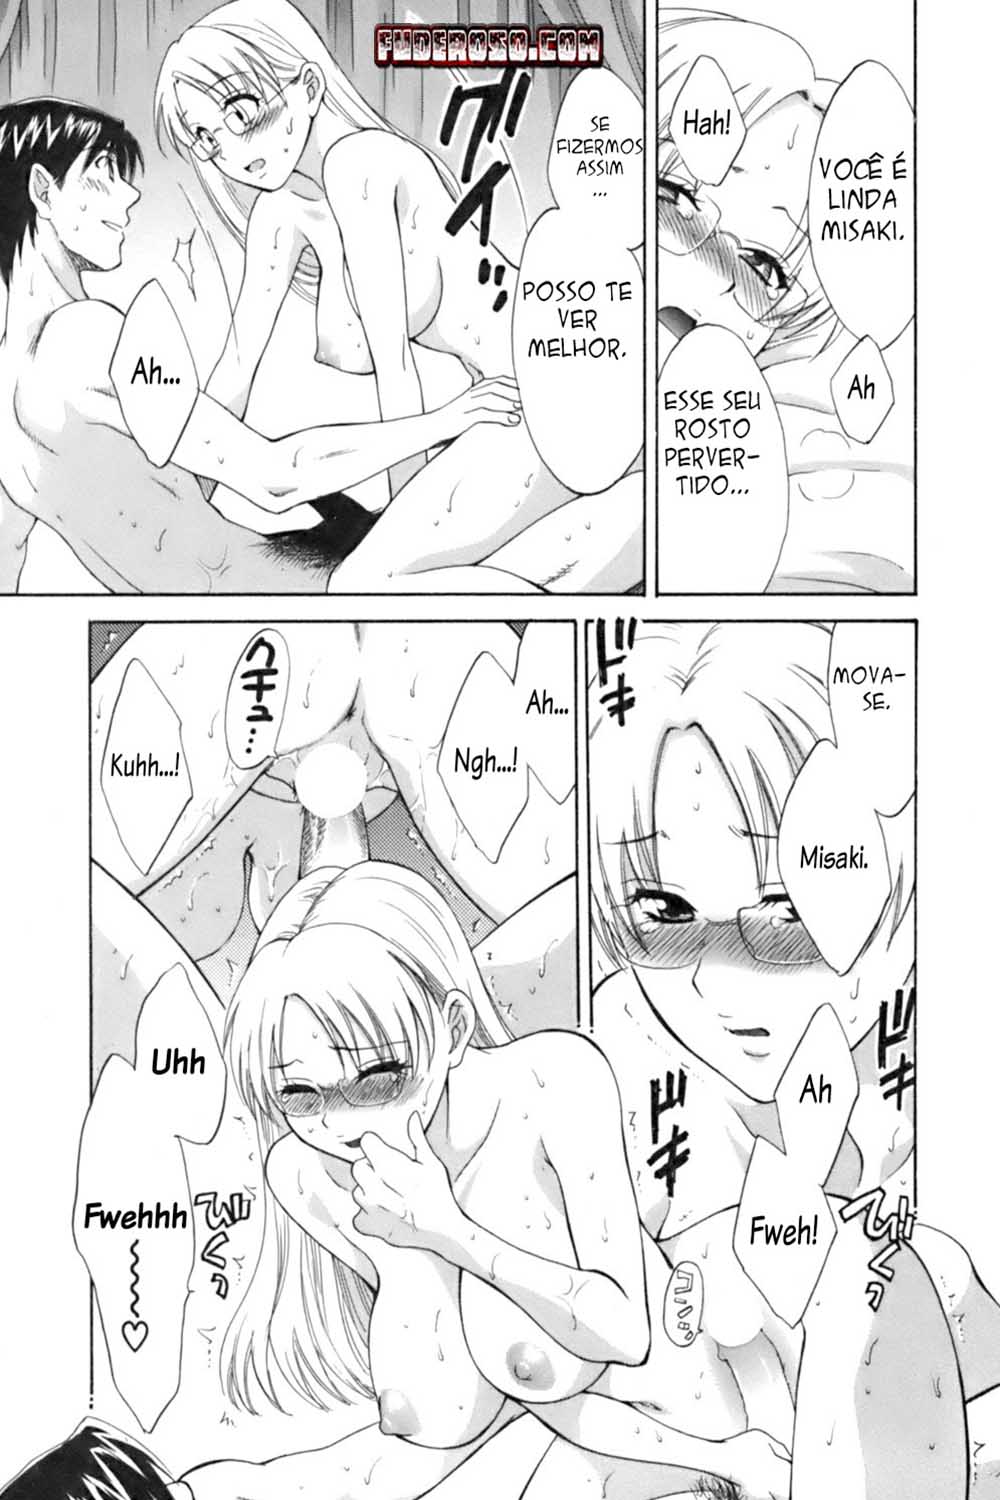 FUDEROSO.COM
Hah!
VOCÊ É
LINDA
MISAKI.
Ah
ESSE SEU
ROSTO
PERVER-
TIDO...
SE
FIZERMOS
ASSIM
...
POSSO TE
VER
MELHOR.
グイッ
Ah...
MOVA-
SE.
Misaki.
ドキ
ドキ
ドキ
Ah
Fweh!
びくっ
Ah...
Ngh...!
クチュ…
Kuhh...!
Uhh
Fwehhh
♡
びくっ